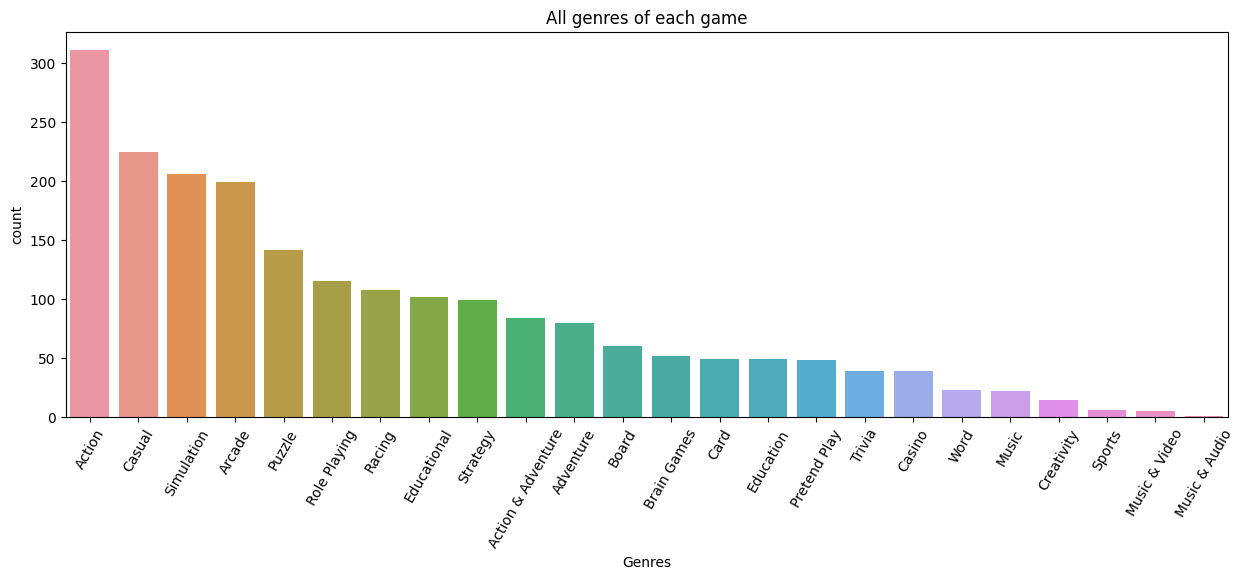 All genres of each game
count
300
250
200
150
100
50
0
Action
Casual
Simulation
Arcade
Puzzle
Role Playing
Racing
Educational
Strategy
Action & Adventure
Adventure
Board
Brain Games
Card
Education
Pretend Play
Trivia
Casino
Word
Music
Creativity
Sports
Music & Video
Music & Audio
Genres